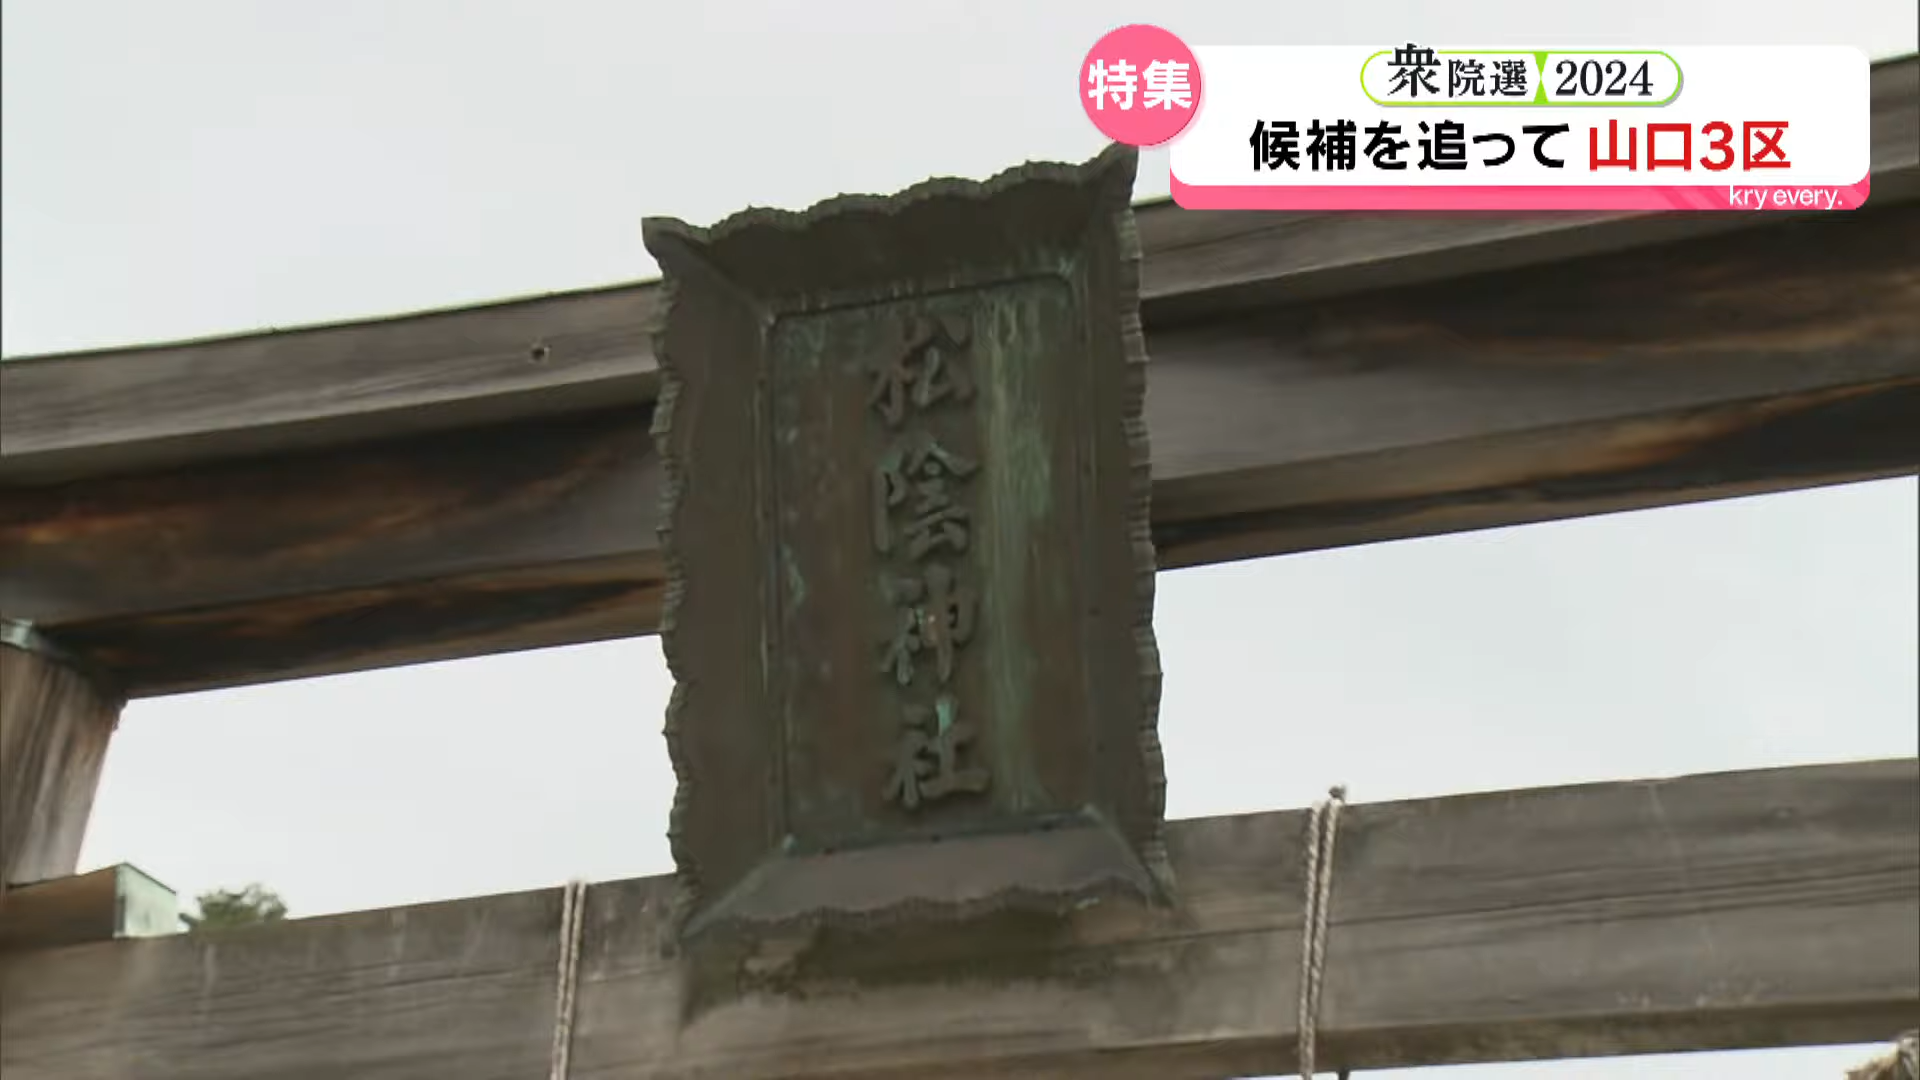 特集
衆院選 2024
候補を追って 山口3区
kry every.
松陰神社